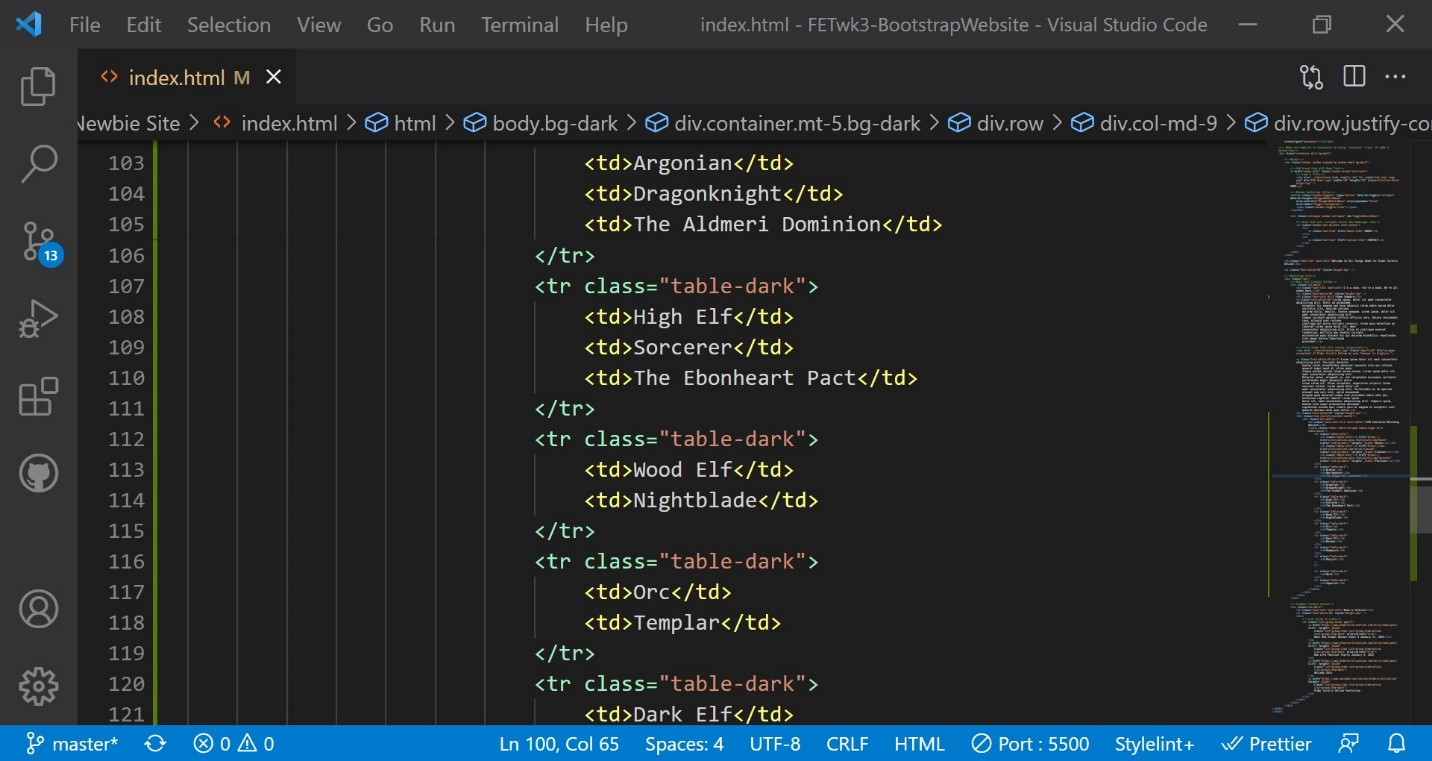 File Edit Selection View Go Run Terminal Help index.html - FETwk3-BootstrapWebsite - Visual Studio Code
index.html M
Newbie Site > index.html > html > body.bg-dark > div.container.mt-5.bg-dark > div.row > div.col-md-9 > div.row.justify-co
103 <td>Argonian</td>
104 <td>Dragonknight</td>
105 <td>The Aldmeri Dominion</td>
106 </tr>
107 <tr class="table-dark">
108 <td>High Elf</td>
109 <td>Sorcerer</td>
110 <td>The Ebonheart Pact</td>
111 </tr>
112 <tr class="table-dark">
113 <td>Wood Elf</td>
114 <td>Nightblade</td>
115 </tr>
116 <tr class="table-dark">
117 <td>Orc</td>
118 <td>Templar</td>
119 </tr>
120 <tr class="table-dark">
121 <td>Dark Elf</td>
13
master* 0 0 Ln 100, Col 65 Spaces: 4 UTF-8 CRLF HTML Port : 5500 Stylelint+ Prettier